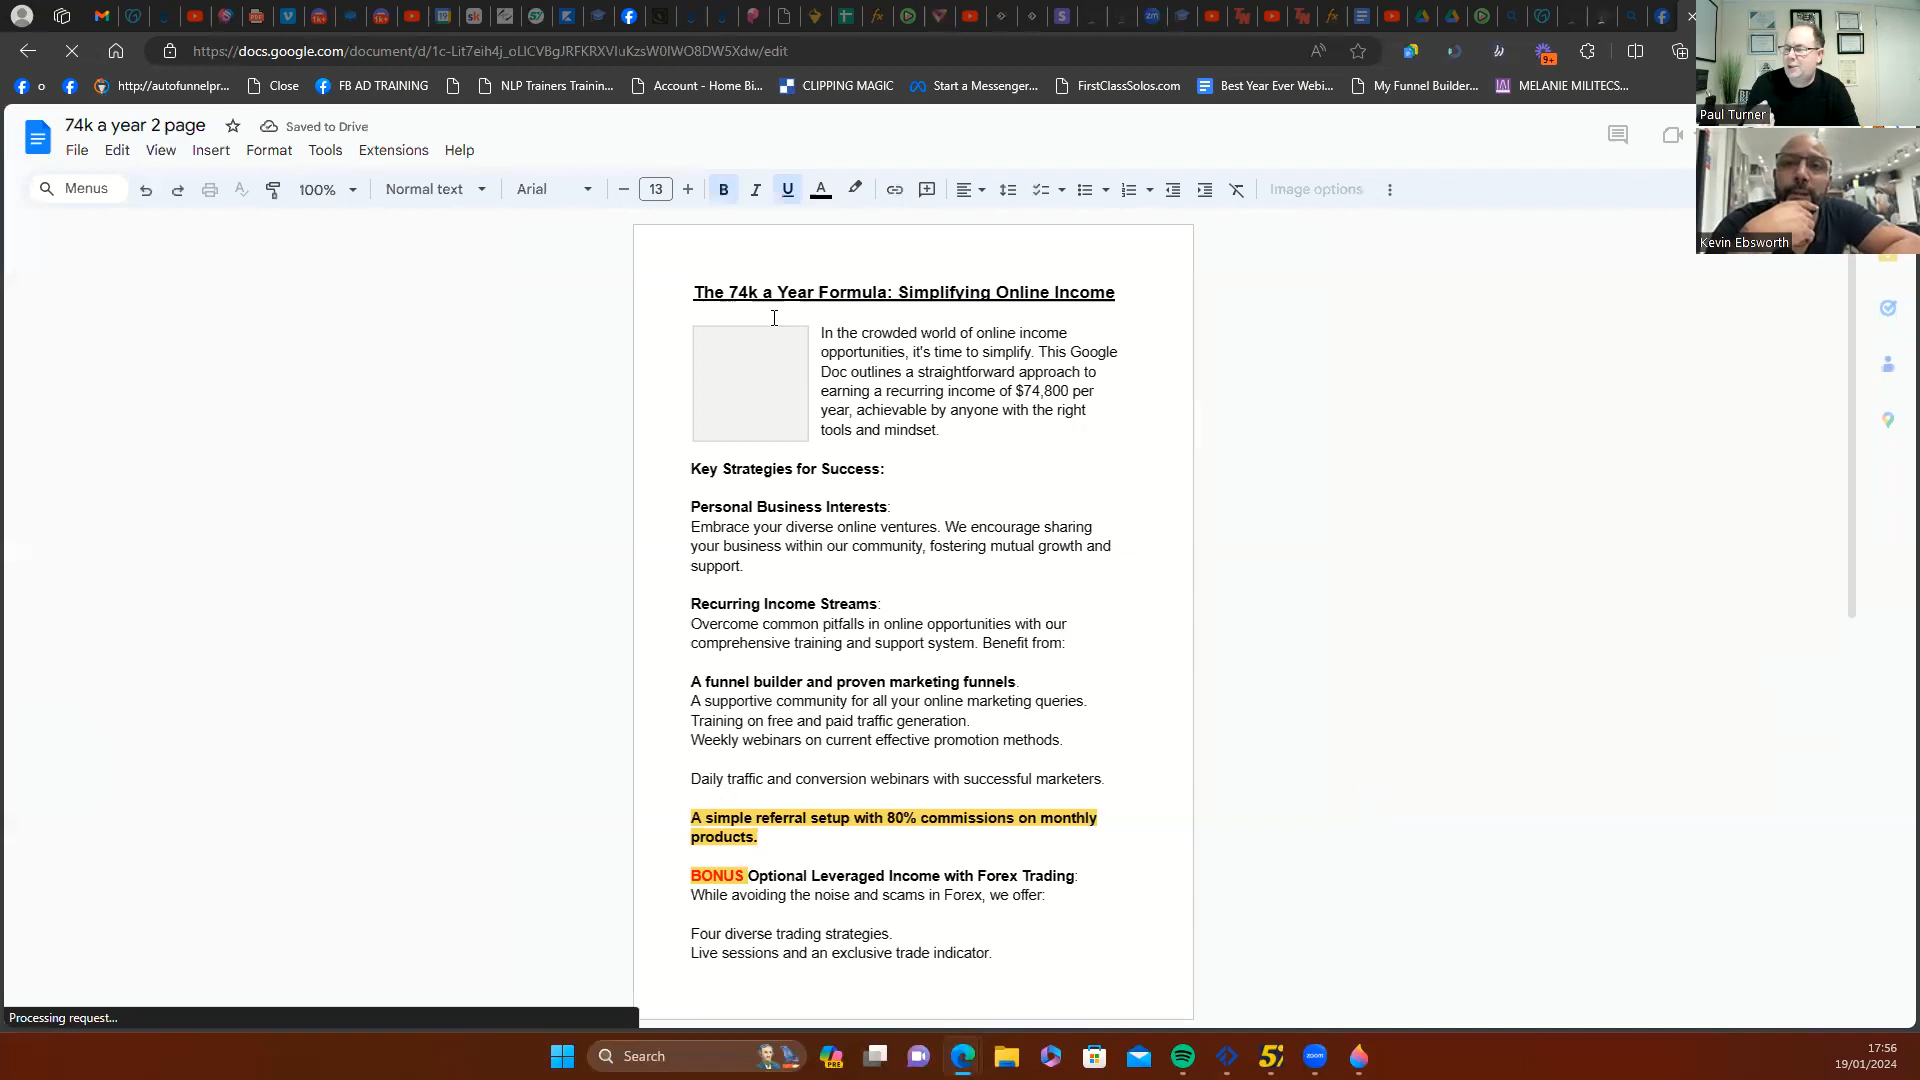 https://docs.google.com/document/d/1c-Lit7eih4j_oLlCVBgJRFKRXVIuKzsW0IWO8DW5Xdw/edit
9+
o
http://autofunnelpr...
Close
FB AD TRAINING
NLP Trainers Trainin...
Account - Home Bi...
CLIPPING MAGIC
Start a Messenger...
FirstClassSolos.com
Best Year Ever Webi...
My Funnel Builder...
MELANIE MILITECS...
Paul Turner
Kevin Ebsworth
74k a year 2 page
Saved to Drive
File Edit View Insert Format Tools Extensions Help
Menus 100% Normal text Arial 13 B I U A Image options
The 74k a Year Formula: Simplifying Online Income
In the crowded world of online income
opportunities, it's time to simplify. This Google
Doc outlines a straightforward approach to
earning a recurring income of $74,800 per
year, achievable by anyone with the right
tools and mindset.
Key Strategies for Success:
Personal Business Interests:
Embrace your diverse online ventures. We encourage sharing
your business within our community, fostering mutual growth and
support.
Recurring Income Streams:
Overcome common pitfalls in online opportunities with our
comprehensive training and support system. Benefit from:
A funnel builder and proven marketing funnels.
A supportive community for all your online marketing queries.
Training on free and paid traffic generation.
Weekly webinars on current effective promotion methods.
Daily traffic and conversion webinars with successful marketers.
A simple referral setup with 80% commissions on monthly
products.
BONUS Optional Leveraged Income with Forex Trading:
While avoiding the noise and scams in Forex, we offer:
Four diverse trading strategies.
Live sessions and an exclusive trade indicator.
Processing request...
Search
PRE
zoom
17:56
19/01/2024